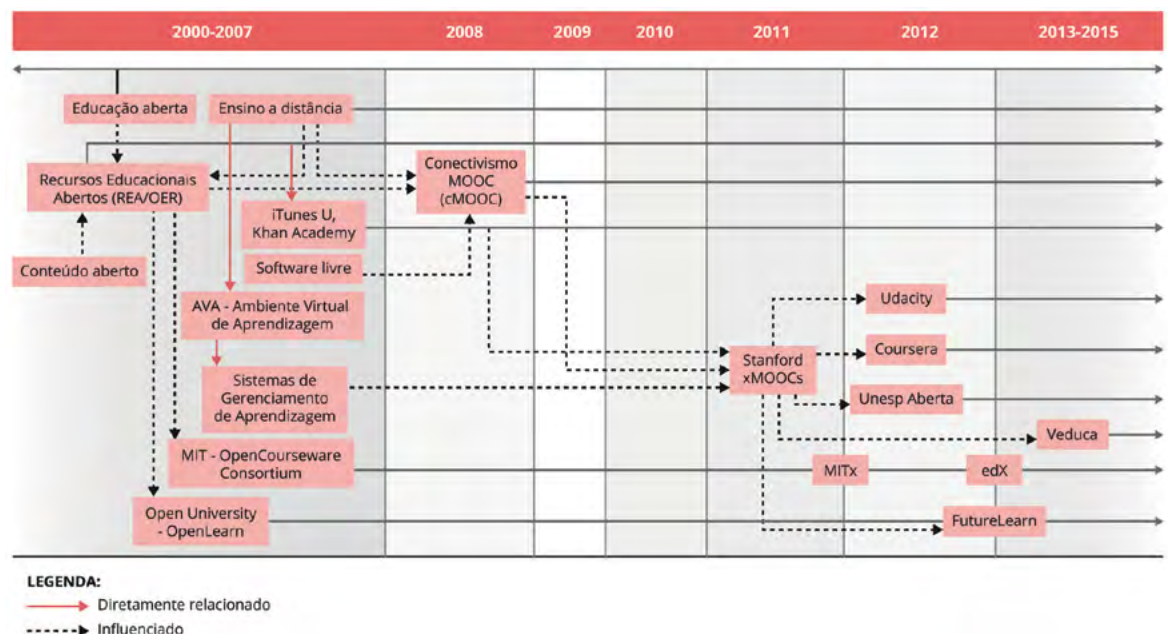 2000-2007
2008
2009
2010
2011
2012
2013-2015
Educação aberta
Ensino a distância
Recursos Educacionais
Abertos (REA/OER)
Conectivismo
MOOC
(cMOOC)
iTunes U,
Khan Academy
Conteúdo aberto
Software livre
AVA - Ambiente Virtual
de Aprendizagem
Udacity
Sistemas de
Gerenciamento
de Aprendizagem
Stanford
xMOOCs
Coursera
Unesp Aberta
Veduca
MIT - OpenCourseware
Consortium
MITx
edX
Open University
- OpenLearn
FutureLearn
LEGENDA:
Diretamente relacionado
Influenciado